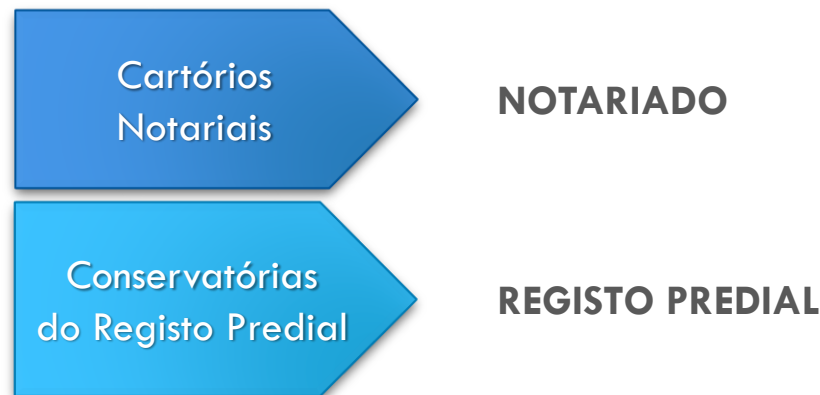 Cartórios
Notariais
NOTARIADO
Conservatórias
do Registo Predial
REGISTO PREDIAL